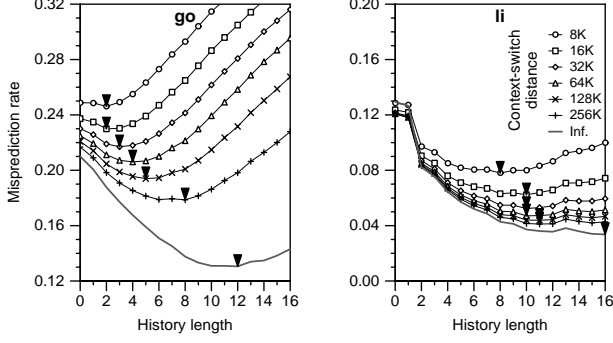 go
0.32
0.28
0.24
0.20
0.16
0.12
Misprediction rate
0 2 4 6 8 10 12 14 16
History length
li
0.20
0.16
0.12
0.08
0.04
0.00
0 2 4 6 8 10 12 14 16
History length
Context-switch
distance
8K
16K
32K
64K
128K
256K
Inf.